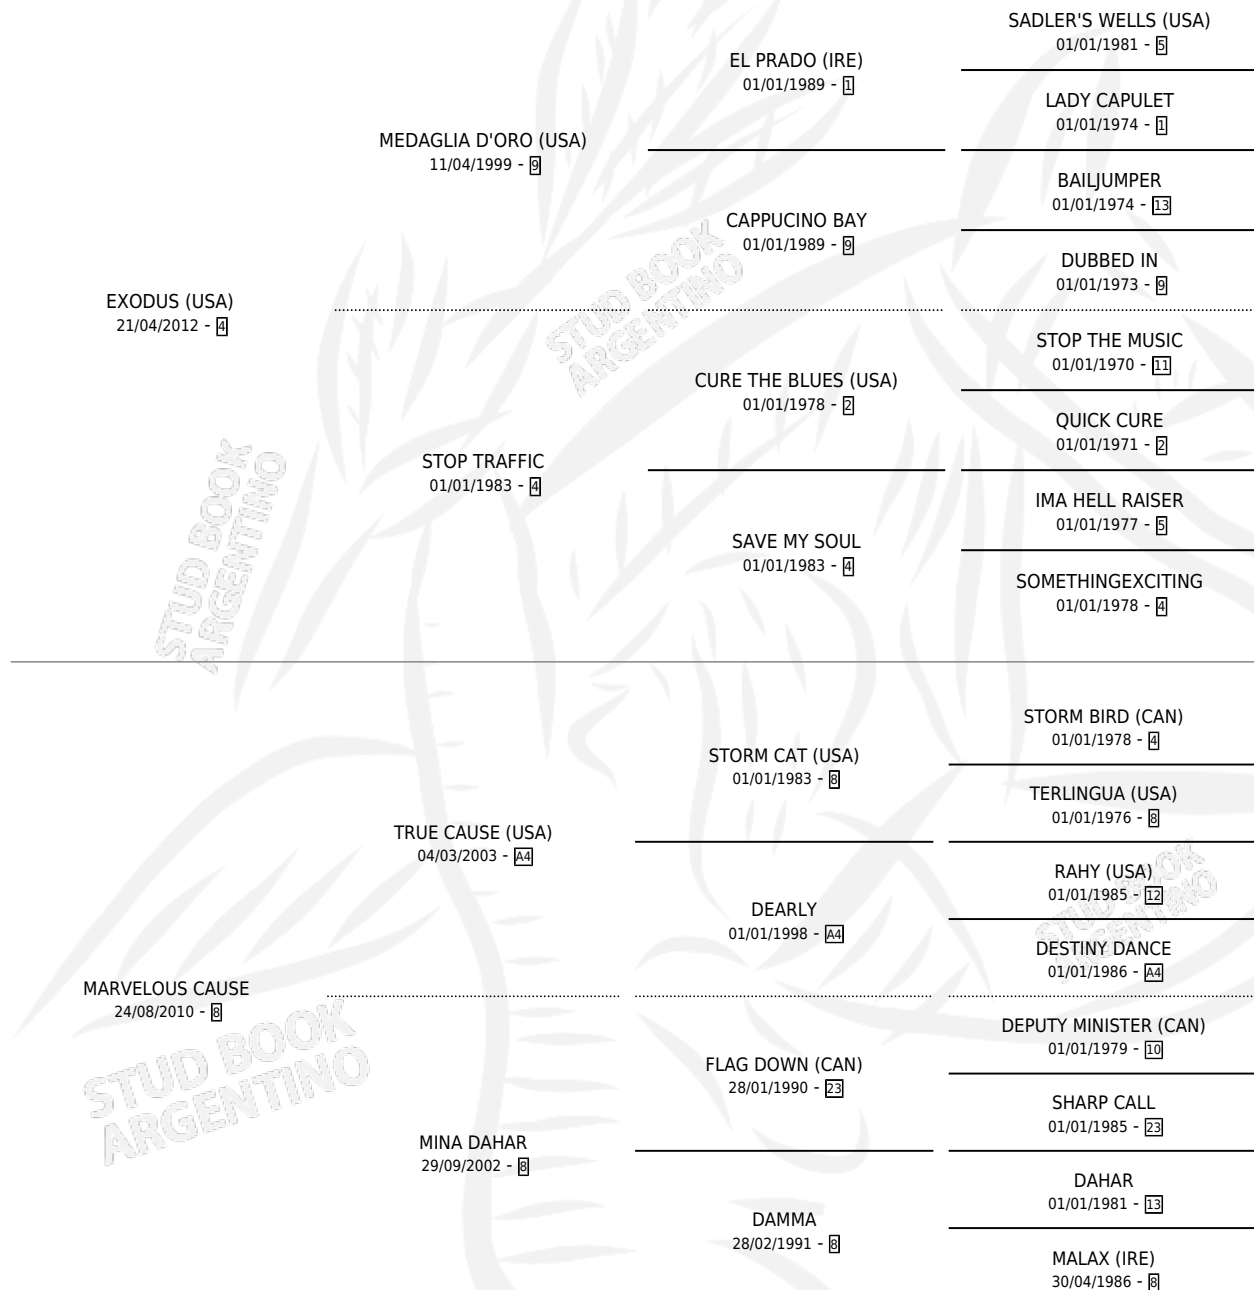 SADLER'S WELLS (USA)
01/01/1981 - 5
EL PRADO (IRE)
01/01/1989 - 1
LADY CAPULET
01/01/1974 - 1
MEDAGLIA D'ORO (USA)
11/04/1999 - 9
BAILJUMPER
01/01/1974 - 13
CAPPUCINO BAY
01/01/1989 - 9
DUBBED IN
01/01/1973 - 9
EXODUS (USA)
21/04/2012 - 4
STOP THE MUSIC
01/01/1970 - 11
CURE THE BLUES (USA)
01/01/1978 - 2
QUICK CURE
01/01/1971 - 2
STOP TRAFFIC
01/01/1983 - 4
IMA HELL RAISER
01/01/1977 - 5
SAVE MY SOUL
01/01/1983 - 4
SOMETHINGEXCITING
01/01/1978 - 4
STORM BIRD (CAN)
01/01/1978 - 4
STORM CAT (USA)
01/01/1983 - 8
TERLINGUA (USA)
01/01/1976 - 8
TRUE CAUSE (USA)
04/03/2003 - A4
RAHY (USA)
01/01/1985 - 12
DEARLY
01/01/1998 - A4
DESTINY DANCE
01/01/1986 - A4
MARVELOUS CAUSE
24/08/2010 - 8
DEPUTY MINISTER (CAN)
01/01/1979 - 10
FLAG DOWN (CAN)
28/01/1990 - 23
SHARP CALL
01/01/1985 - 23
MINA DAHAR
29/09/2002 - 8
DAHAR
01/01/1981 - 13
DAMMA
28/02/1991 - 8
MALAX (IRE)
30/04/1986 - 8
STUD BOOK
ARGENTINO
STUD BOOK
ARGENTINO
STUD BOOK
ARGENTINO
STUD BOOK
ARGENTINO